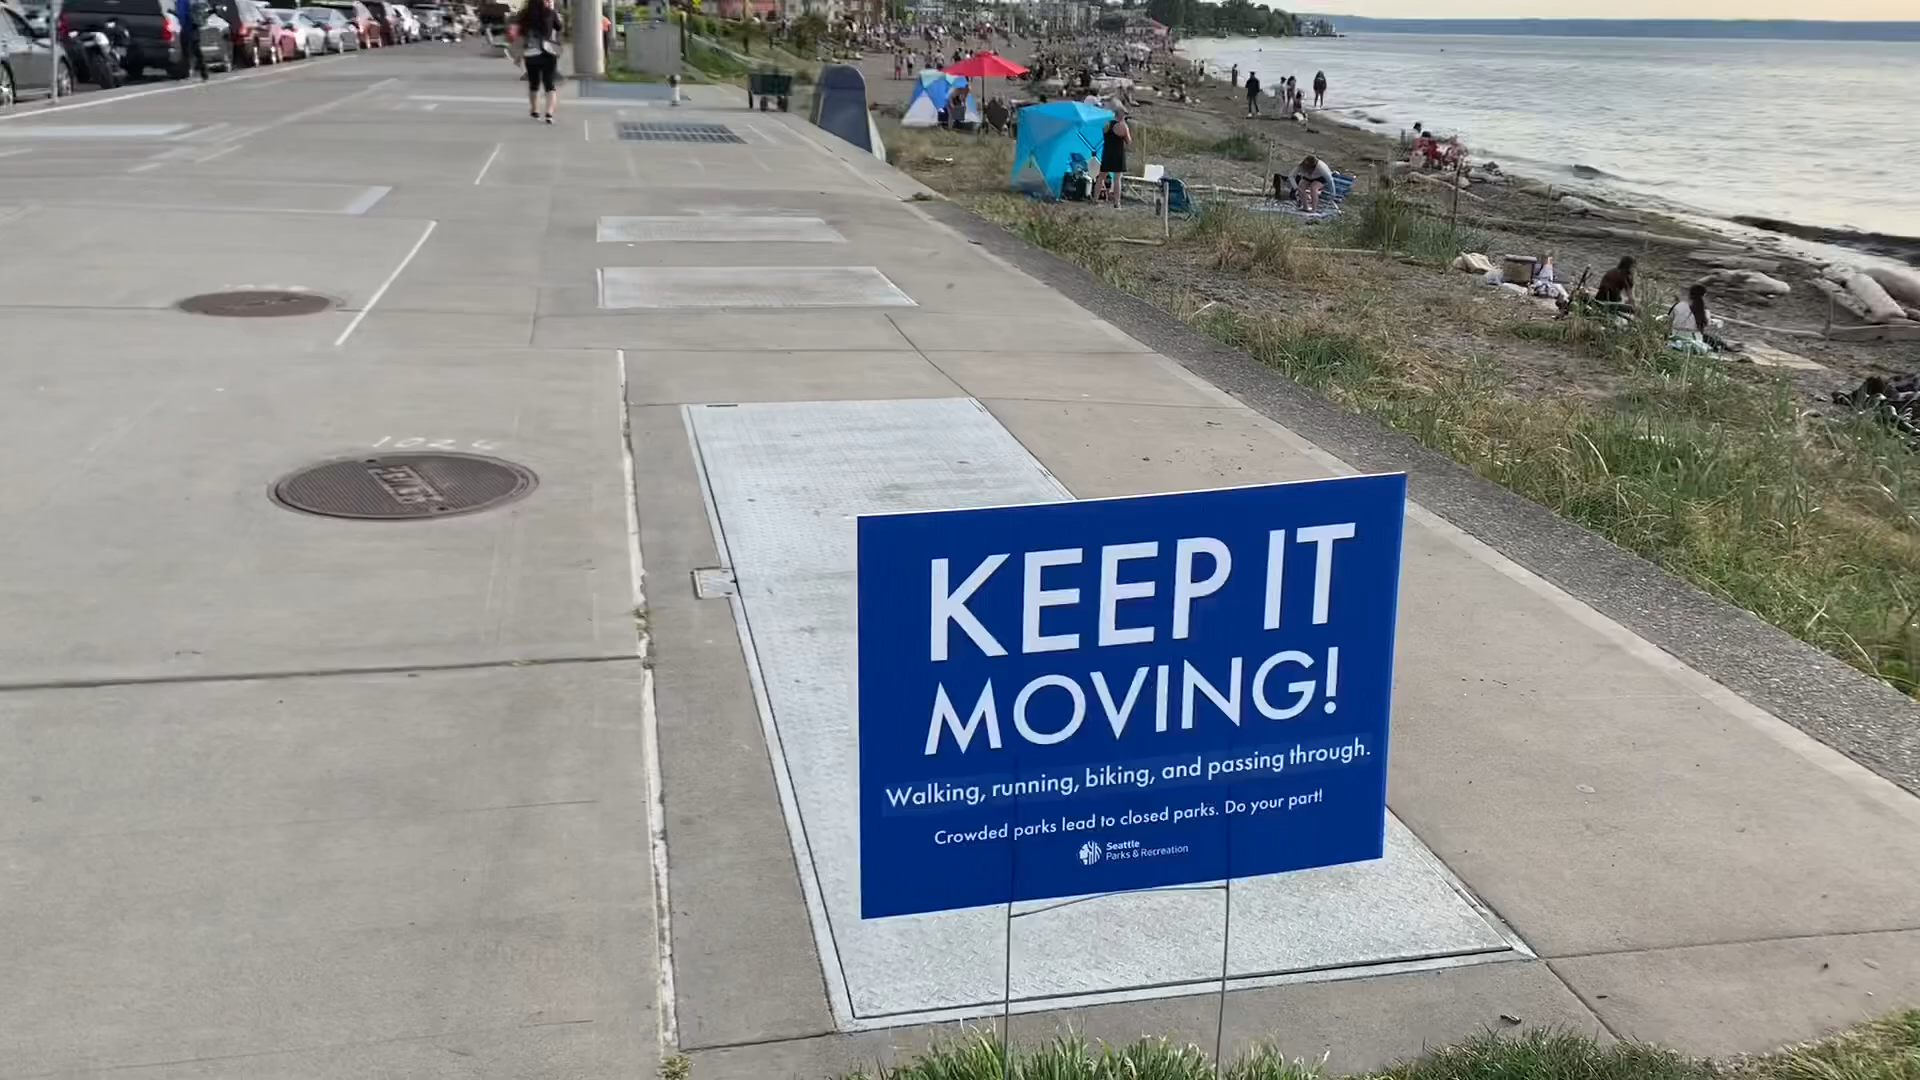 1026
KEEP IT
MOVING!
Walking, running, biking, and passing through.
Crowded parks lead to closed parks. Do your part!
Seattle
Parks & Recreation